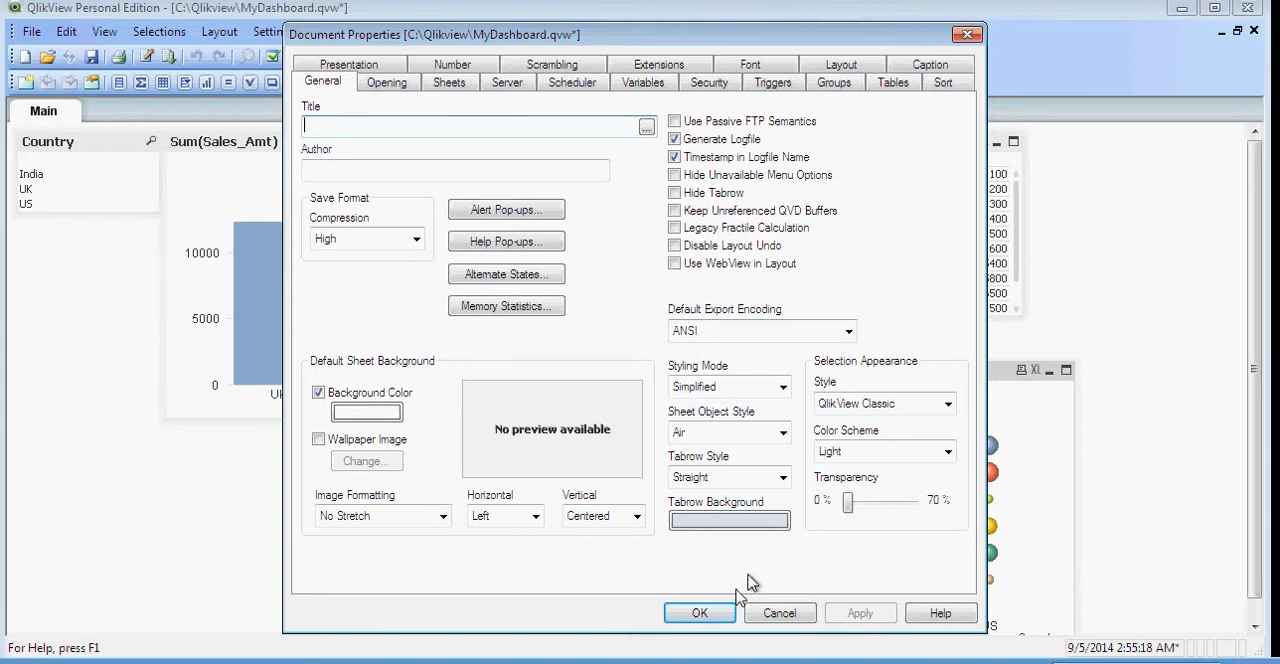 QlikView Personal Edition - [C:\Qlikview\MyDashboard.qvw*]
File Edit View Selections Layout Settin
Document Properties [C:\Qlikview\MyDashboard.qvw*]
Presentation Number Scrambling Extensions Font Layout Caption
General Opening Sheets Server Scheduler Variables Security Triggers Groups Tables Sort
Main
Country
India
UK
US
Sum(Sales_Amt)
10000
5000
0
Title
...
Author
Save Format
Compression
High
Alert Pop-ups...
Help Pop-ups...
Alternate States...
Memory Statistics...
Use Passive FTP Semantics
Generate Logfile
Timestamp in Logfile Name
Hide Unavailable Menu Options
Hide Tabrow
Keep Unreferenced QVD Buffers
Legacy Fractile Calculation
Disable Layout Undo
Use WebView in Layout
Default Export Encoding
ANSI
Default Sheet Background
Background Color
Wallpaper Image
Change...
No preview available
Image Formatting
No Stretch
Horizontal
Left
Vertical
Centered
Styling Mode
Simplified
Sheet Object Style
Air
Tabrow Style
Straight
Tabrow Background
Selection Appearance
Style
QlikView Classic
Color Scheme
Light
Transparency
0 % 70 %
OK Cancel Apply Help
100
200
300
400
500
6400
8800
5500
500
XL
For Help, press F1
9/5/2014 2:55:18 AM*